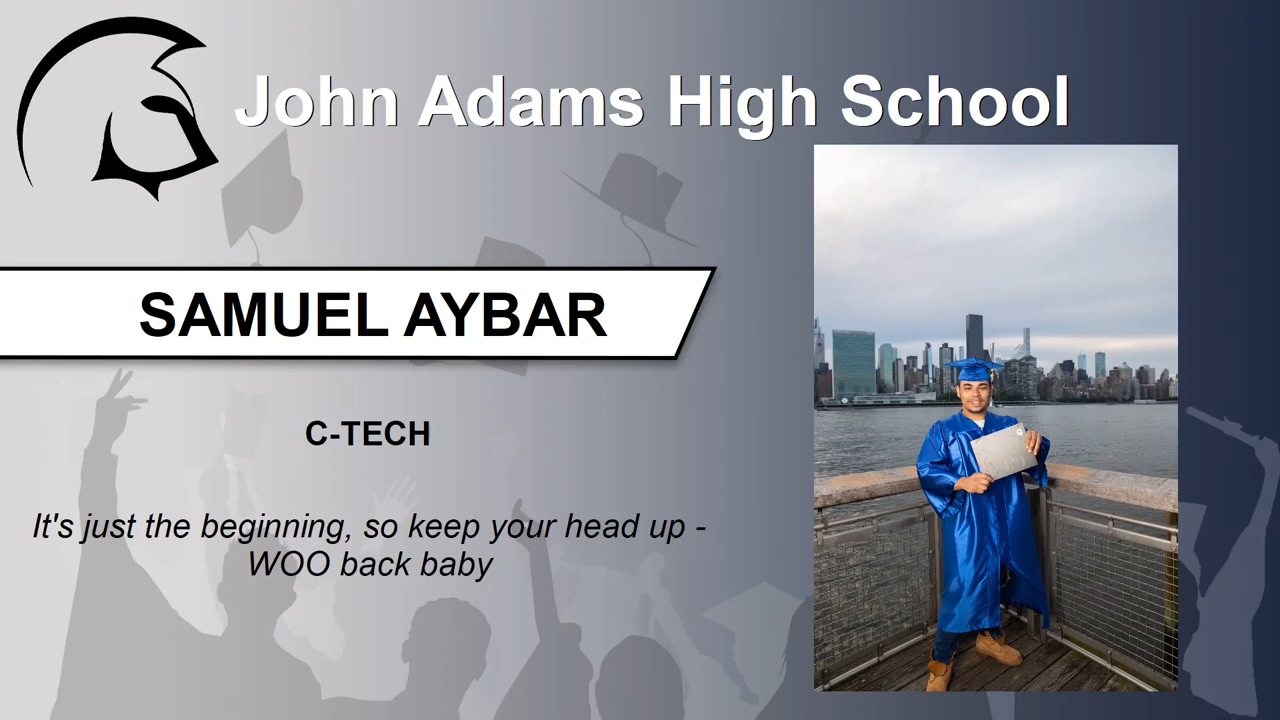 John Adams High School
SAMUEL AYBAR
C-TECH
It's just the beginning, so keep your head up -
WOO back baby